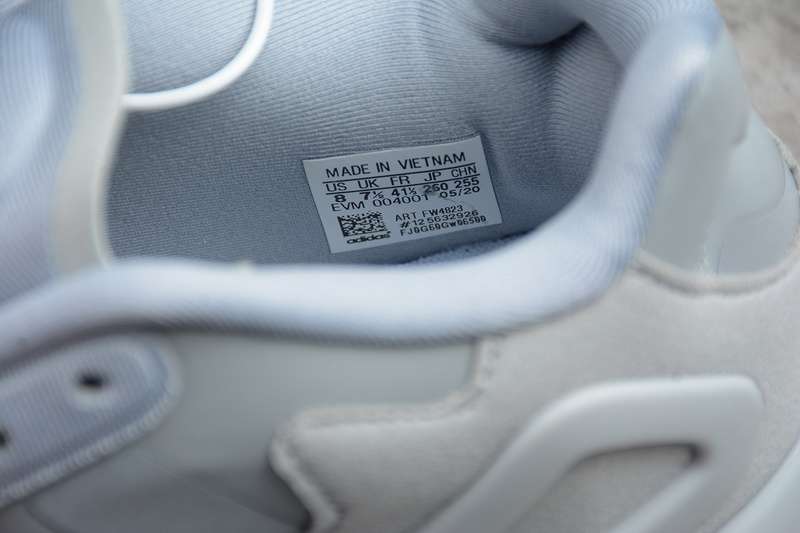 MADE IN VIETNAM
US UK FR JP CHN
8 7½ 41⅓ 260 255
EVM 004001 05/20
ART FW4823
#125632926
adidas